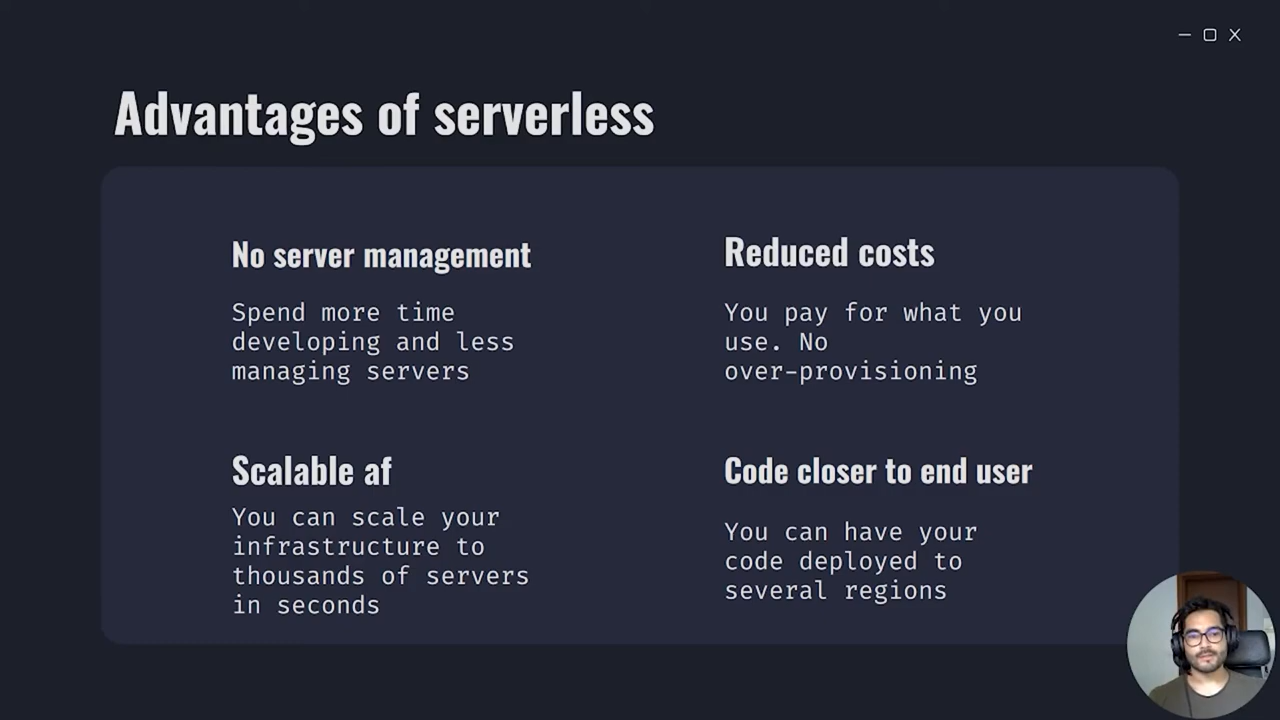 Advantages of serverless
No server management
Spend more time
developing and less
managing servers
Reduced costs
You pay for what you
use. No
over-provisioning
Scalable af
You can scale your
infrastructure to
thousands of servers
in seconds
Code closer to end user
You can have your
code deployed to
several regions